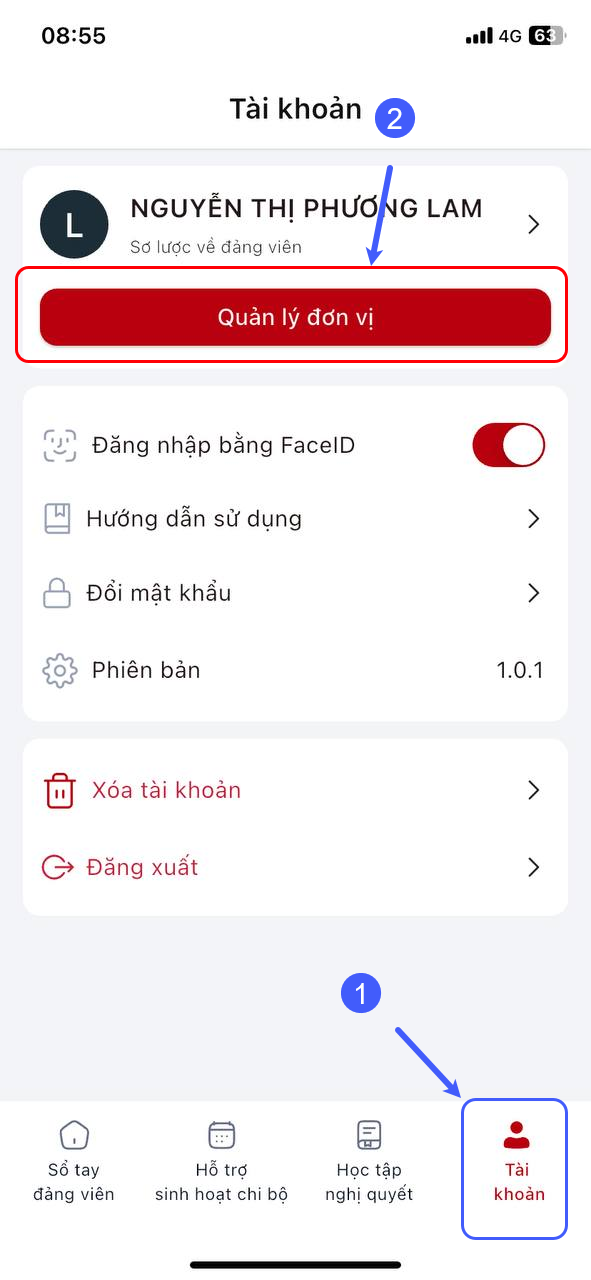 08:55
4G 63
Tài khoản
2
L
NGUYỄN THỊ PHƯƠNG LAM
Sơ lược về đảng viên
Quản lý đơn vị
Đăng nhập bằng FaceID
Hướng dẫn sử dụng
Đổi mật khẩu
Phiên bản 1.0.1
Xóa tài khoản
Đăng xuất
1
Sổ tay
đảng viên
Hỗ trợ
sinh hoạt chi bộ
Học tập
nghị quyết
Tài
khoản